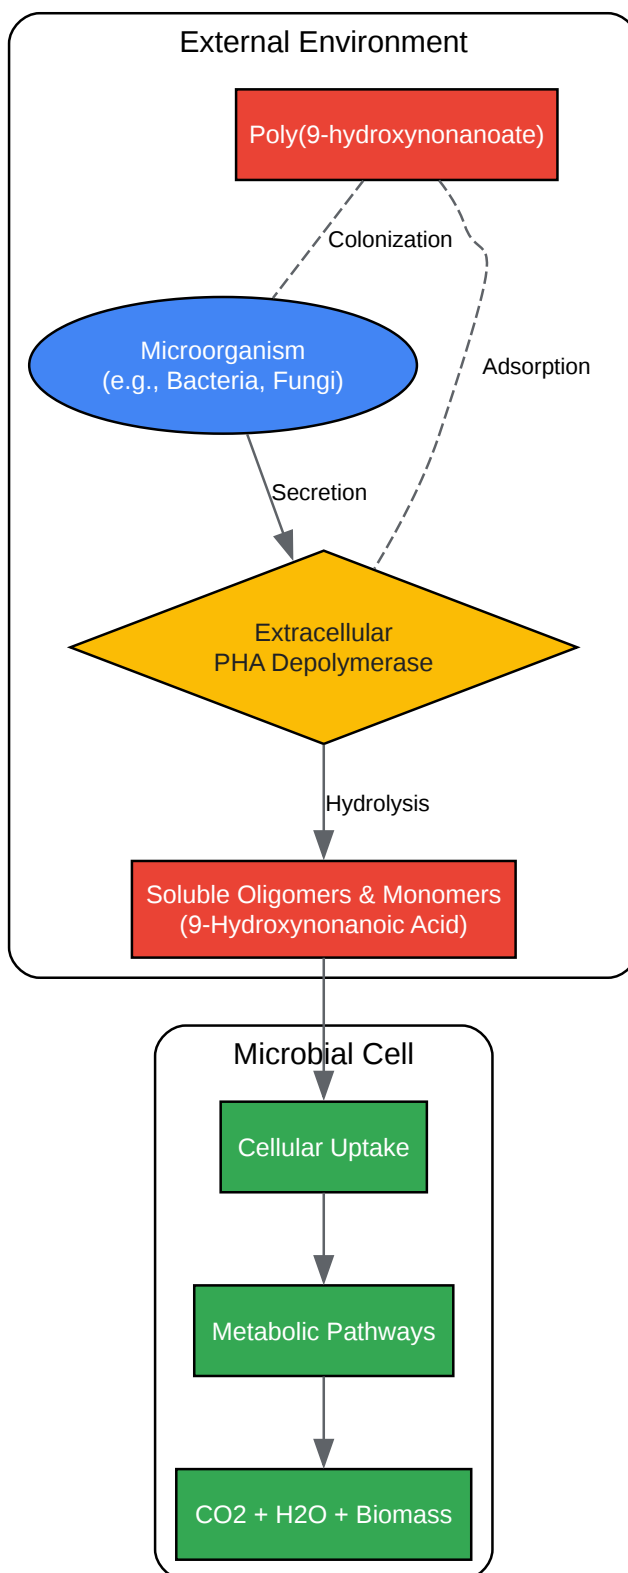 External Environment
Poly(9-hydroxynonanoate)
Colonization
Microorganism
(e.g., Bacteria, Fungi)
Adsorption
Secretion
Extracellular
PHA Depolymerase
Hydrolysis
Soluble Oligomers & Monomers
(9-Hydroxynonanoic Acid)
Microbial Cell
Cellular Uptake
Metabolic Pathways
CO2 + H2O + Biomass